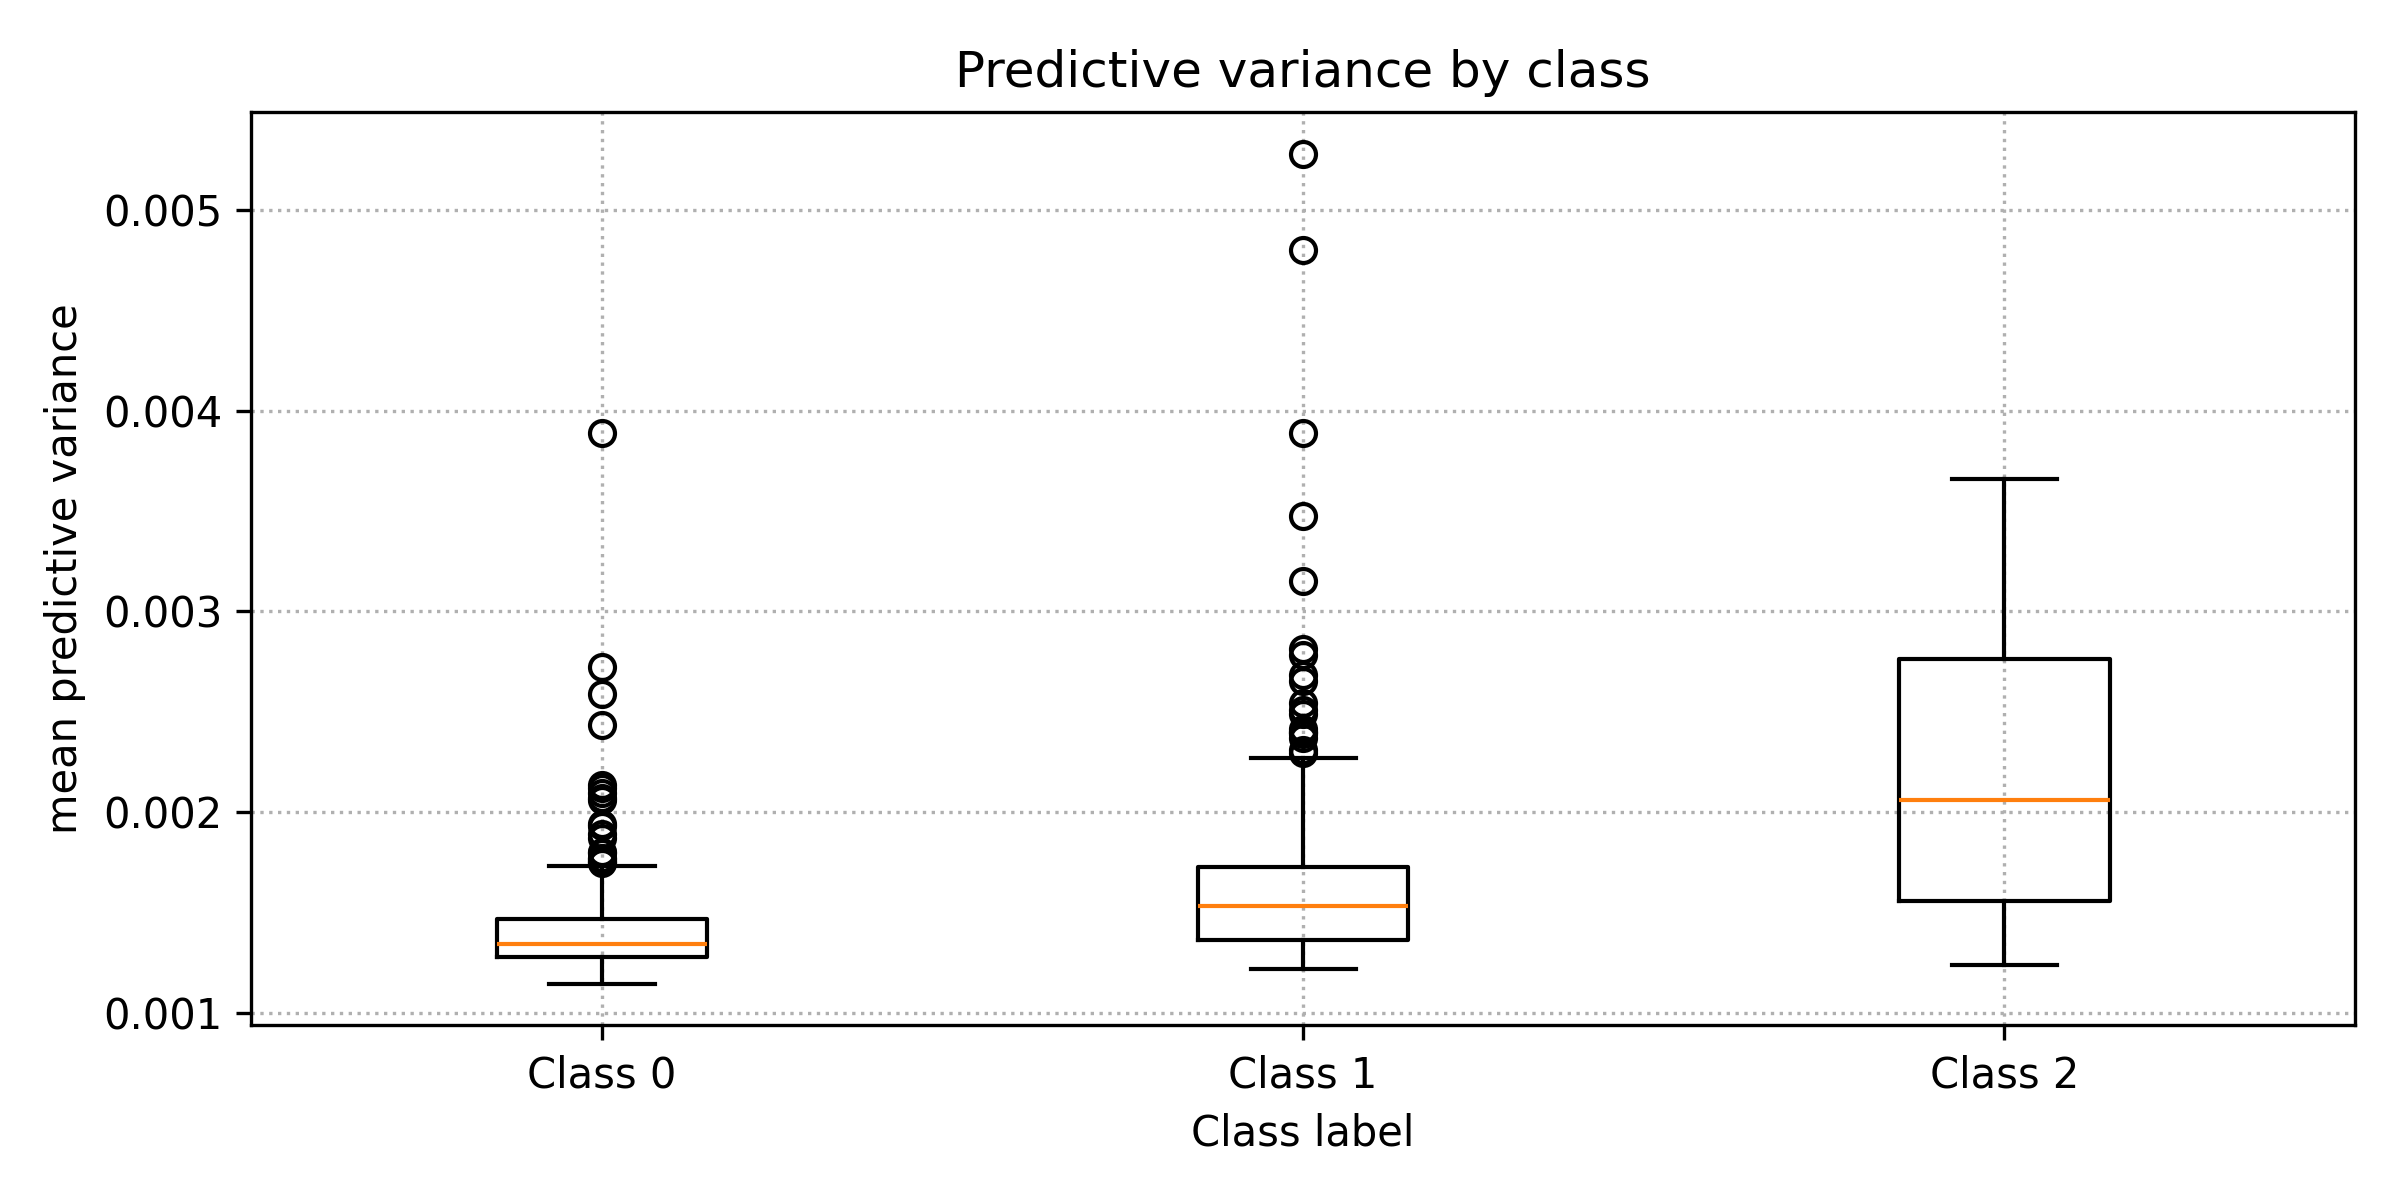 Predictive variance by class
mean predictive variance
0.005
0.004
0.003
0.002
0.001
Class 0
Class 1
Class 2
Class label